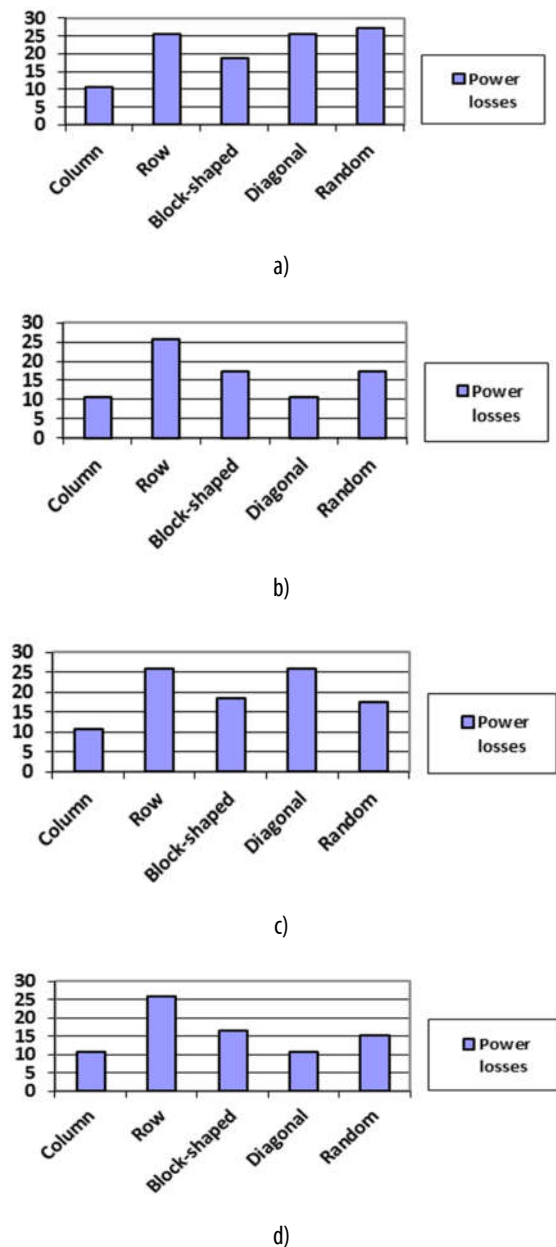 30
25
20
15
10
5
0
Column
Row
Block-shaped
Diagonal
Random
Power
losses
a)
30
25
20
15
10
5
0
Column
Row
Block-shaped
Diagonal
Random
Power
losses
b)
30
25
20
15
10
5
0
Column
Row
Block-shaped
Diagonal
Random
Power
losses
c)
30
25
20
15
10
5
0
Column
Row
Block-shaped
Diagonal
Random
Power
losses
d)